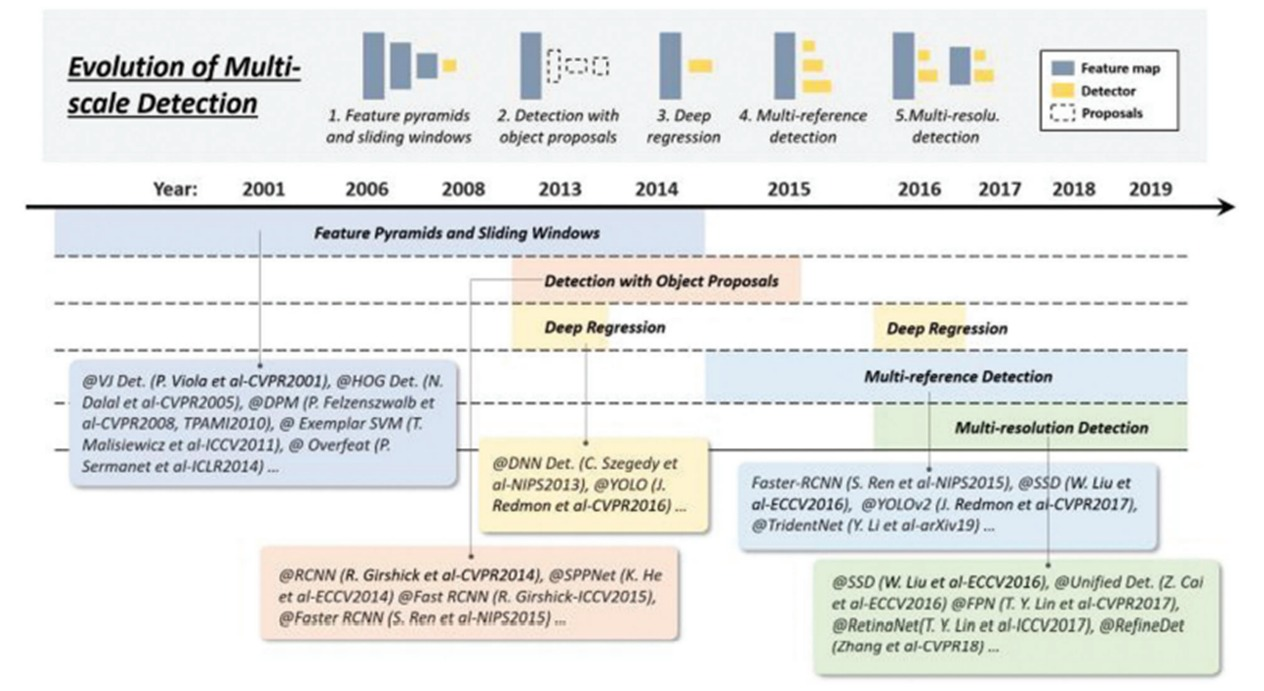 Evolution of Multi-
scale Detection
1. Feature pyramids
and sliding windows
2. Detection with
object proposals
3. Deep
regression
4. Multi-reference
detection
5.Multi-resolu.
detection
Feature map
Detector
Proposals
Year: 2001 2006 2008 2013 2014 2015 2016 2017 2018 2019
Feature Pyramids and Sliding Windows
Detection with Object Proposals
Deep Regression
Deep Regression
Multi-reference Detection
Multi-resolution Detection
@VJ Det. (P. Viola et al-CVPR2001), @HOG Det. (N.
Dalal et al-CVPR2005), @DPM (P. Felzenszwalb et
al-CVPR2008, TPAMI2010), @ Exemplar SVM (T.
Malisiewicz et al-ICCV2011), @ Overfeat (P.
Sermanet et al-ICLR2014) ...
@DNN Det. (C. Szegedy et
al-NIPS2013), @YOLO (J.
Redmon et al-CVPR2016) ...
Faster-RCNN (S. Ren et al-NIPS2015), @SSD (W. Liu et
al-ECCV2016), @YOLOv2 (J. Redmon et al-CVPR2017),
@TridentNet (Y. Li et al-arXiv19) ...
@RCNN (R. Girshick et al-CVPR2014), @SPPNet (K. He
et al-ECCV2014) @Fast RCNN (R. Girshick-ICCV2015),
@Faster RCNN (S. Ren et al-NIPS2015) ...
@SSD (W. Liu et al-ECCV2016), @Unified Det. (Z. Cai
et al-ECCV2016) @FPN (T. Y. Lin et al-CVPR2017),
@RetinaNet(T. Y. Lin et al-ICCV2017), @RefineDet
(Zhang et al-CVPR18) ...